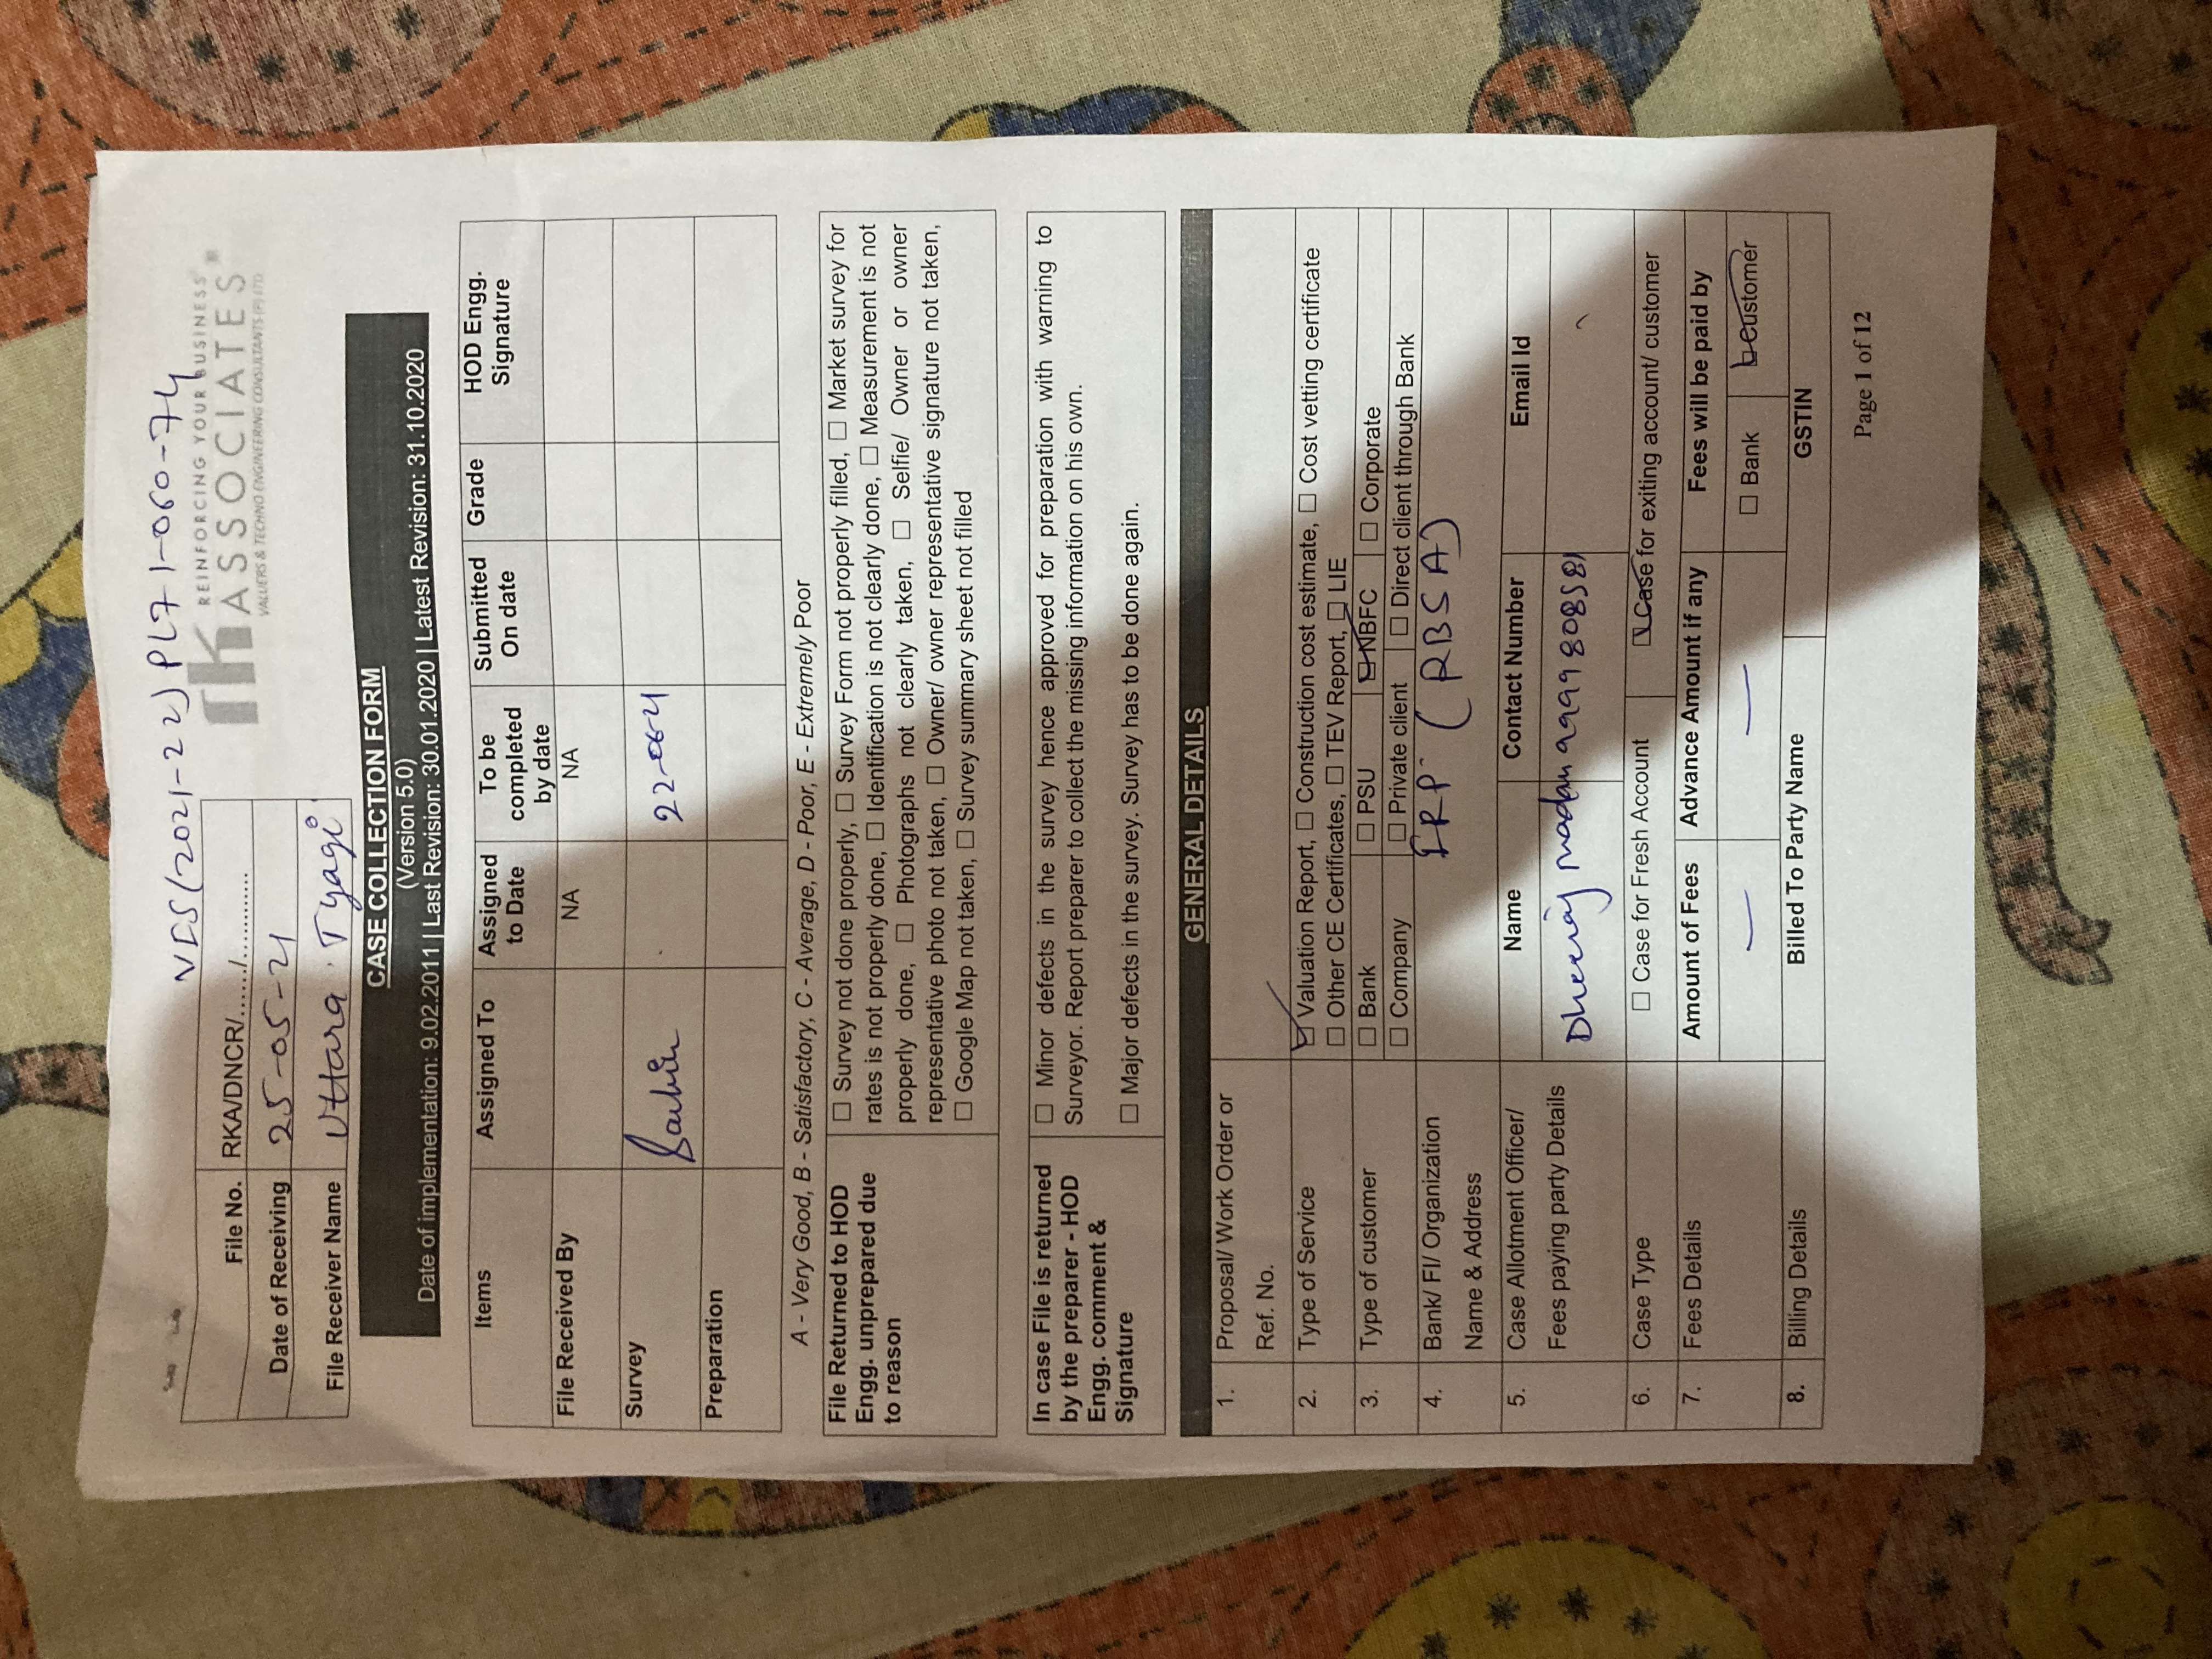 VIS(2021-22)PL71-060-74
REINFORCING YOUR BUSINESS
ASSOCIATES
VALUERS & TECHNO ENGINEERING CONSULTANTS (P) LTD
File No. RKA/DNCR/....../............
Date of Receiving 25-05-21
File Receiver Name Uttara Tyagi
CASE COLLECTION FORM
(Version 5.0)
Date of implementation: 9.02.2011 | Last Revision: 30.01.2020 | Latest Revision: 31.10.2020
Items Assigned To Assigned to Date To be completed by date Submitted On date Grade HOD Engg. Signature
File Received By NA NA
Survey 22-06-21
Preparation
A - Very Good, B - Satisfactory, C - Average, D - Poor, E - Extremely Poor
File Returned to HOD Engg. unprepared due to reason
☐ Survey not done properly, ☐ Survey Form not properly filled, ☐ Market survey for
rates is not properly done, ☐ Identification is not clearly done, ☐ Measurement is not
properly done, ☐ Photographs not clearly taken, ☐ Selfie/ Owner or owner
representative photo not taken, ☐ Owner/ owner representative signature not taken,
☐ Google Map not taken, ☐ Survey summary sheet not filled
In case File is returned by the preparer - HOD Engg. comment & Signature
☐ Minor defects in the survey hence approved for preparation with warning to
Surveyor. Report preparer to collect the missing information on his own.
☐ Major defects in the survey. Survey has to be done again.
GENERAL DETAILS
1. Proposal/ Work Order or Ref. No.
2. Type of Service ☑ Valuation Report, ☐ Construction cost estimate, ☐ Cost vetting certificate
☐ Other CE Certificates, ☐ TEV Report, ☐ LIE
3. Type of customer ☐ Bank ☐ PSU ☑ NBFC ☐ Corporate
☐ Company ☐ Private client ☐ Direct client through Bank
4. Bank/ FI/ Organization Name & Address IRP (RBSA)
5. Case Allotment Officer/ Fees paying party Details Name Contact Number Email Id
Dheeraj madan 9999808581
6. Case Type ☐ Case for Fresh Account ☑ Case for exiting account/ customer
7. Fees Details Amount of Fees Advance Amount if any Fees will be paid by
— — ☐ Bank ☑ Customer
8. Billing Details Billed To Party Name GSTIN
Page 1 of 12